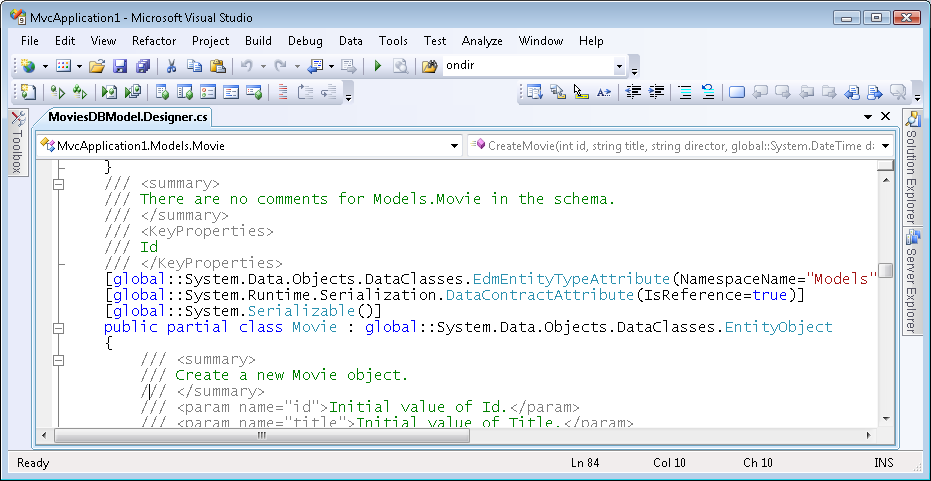 MvcApplication1 - Microsoft Visual Studio
File Edit View Refactor Project Build Debug Data Tools Test Analyze Window Help
ondir
MoviesDBModel.Designer.cs
Toolbox
MvcApplication1.Models.Movie
CreateMovie(int id, string title, string director, global::System.DateTime da
}
/// <summary>
/// There are no comments for Models.Movie in the schema.
/// </summary>
/// <KeyProperties>
/// Id
/// </KeyProperties>
[global::System.Data.Objects.DataClasses.EdmEntityTypeAttribute(NamespaceName="Models"
[global::System.Runtime.Serialization.DataContractAttribute(IsReference=true)]
[global::System.Serializable()]
public partial class Movie : global::System.Data.Objects.DataClasses.EntityObject
{
/// <summary>
/// Create a new Movie object.
/// </summary>
/// <param name="id">Initial value of Id.</param>
/// <param name="title">Initial value of Title.</param>
Solution Explorer
Server Explorer
Ready Ln 84 Col 10 Ch 10 INS